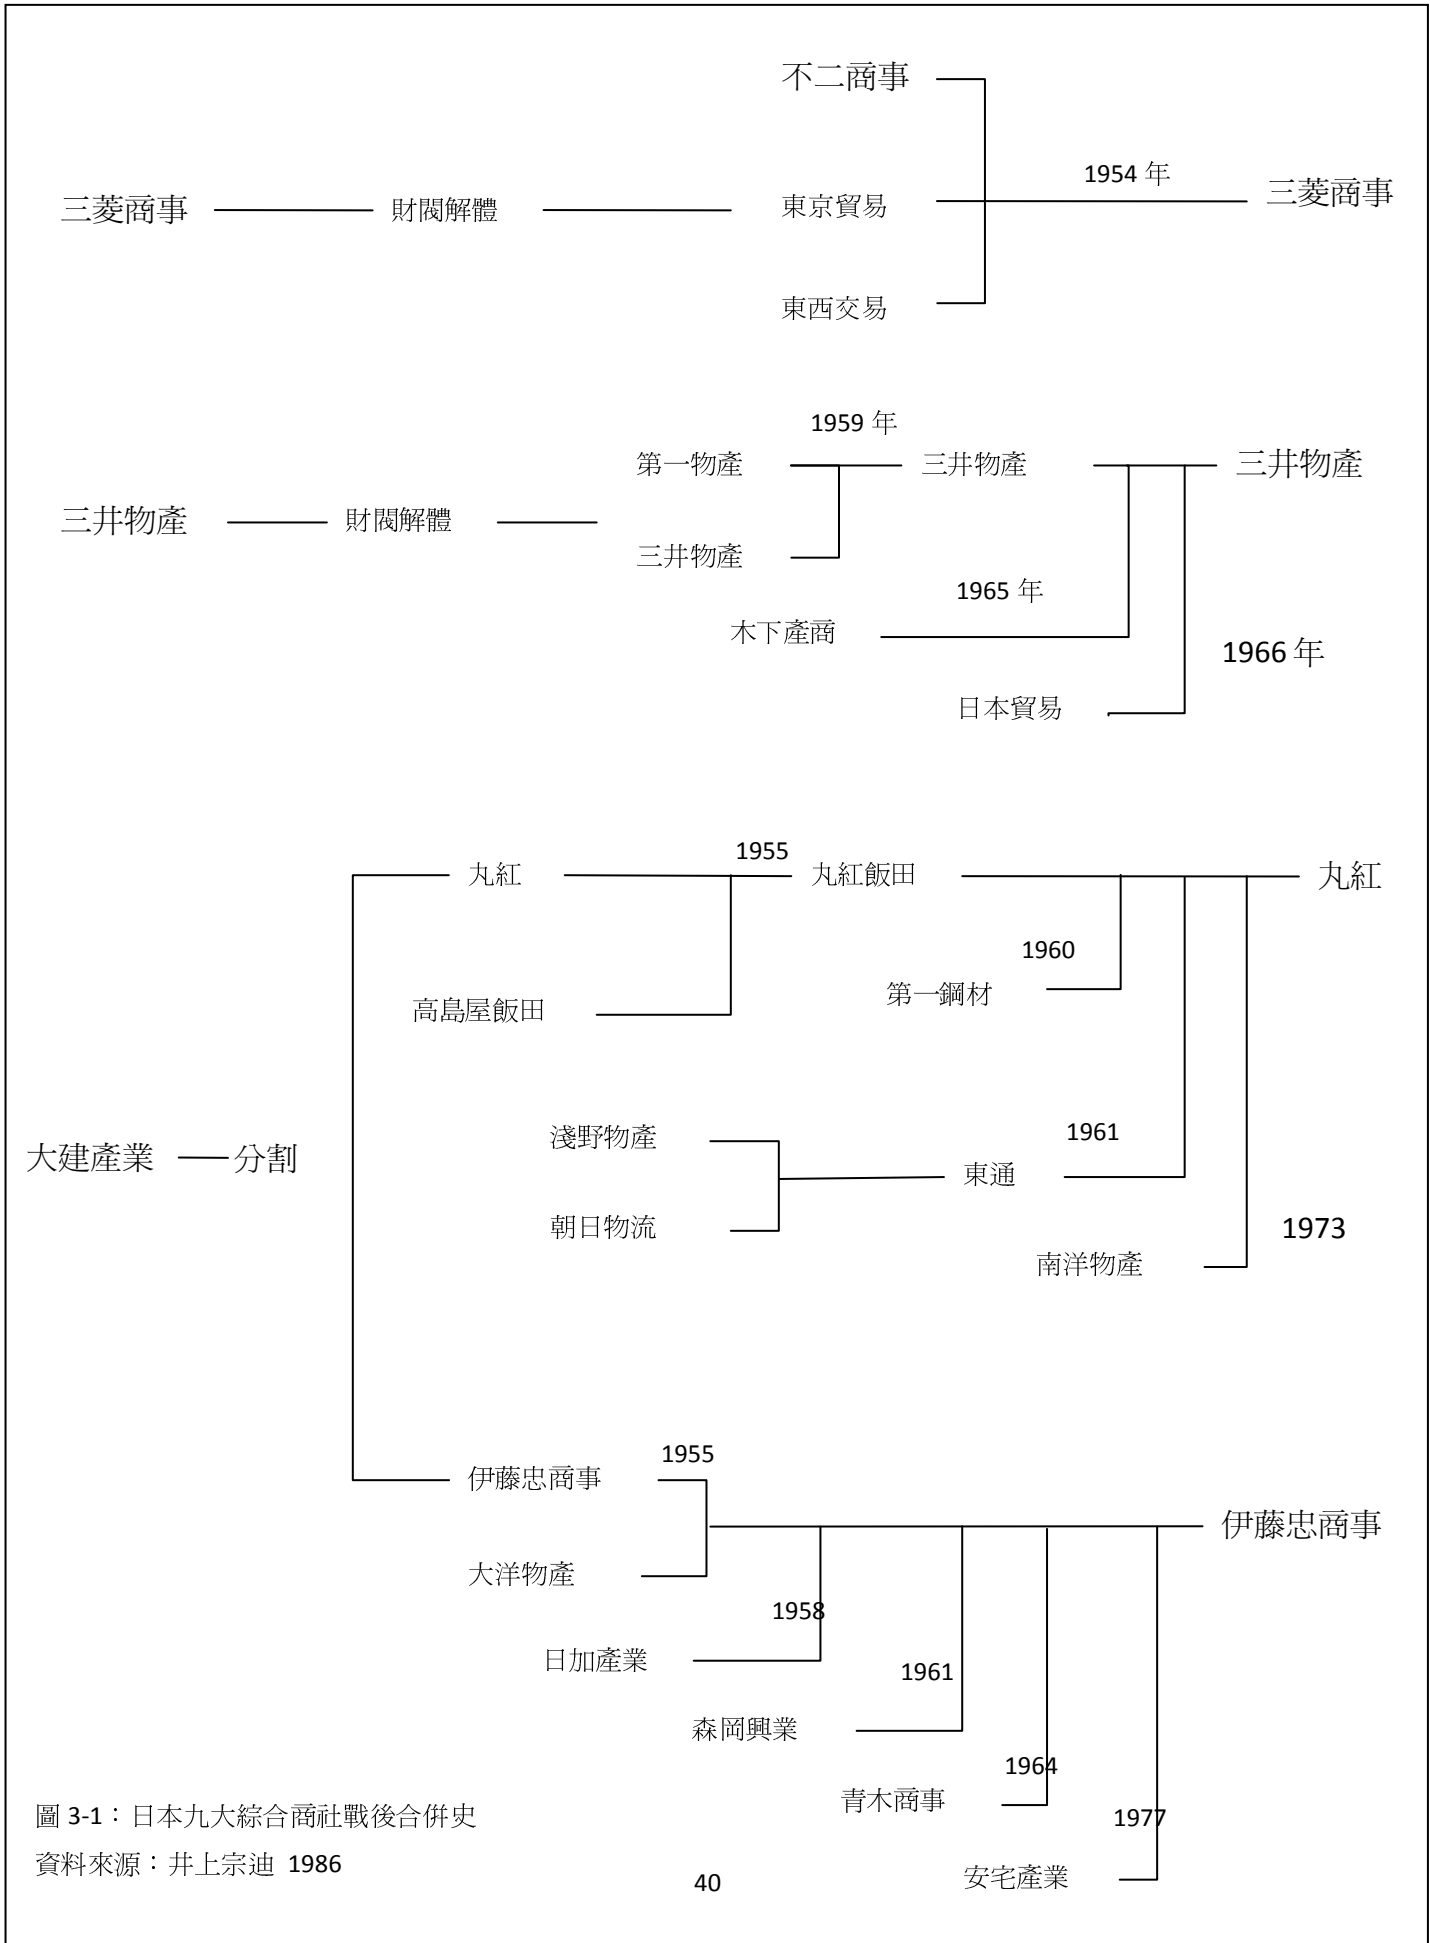 不二商事
1954 年
三菱商事
財閥解體
東京貿易
三菱商事
東西交易
1959 年
第一物產
三井物產
三井物產
三井物產
財閥解體
三井物產
1965 年
木下產商
1966 年
日本貿易
1955
丸紅
丸紅飯田
丸紅
1960
第一鋼材
高島屋飯田
淺野物產
1961
大建產業
分割
東通
朝日物流
1973
南洋物產
1955
伊藤忠商事
伊藤忠商事
大洋物產
1958
日加產業
1961
森岡興業
1964
青木商事
1977
安宅產業
圖 3-1：日本九大綜合商社戰後合併史
資料來源：井上宗迪 1986
40